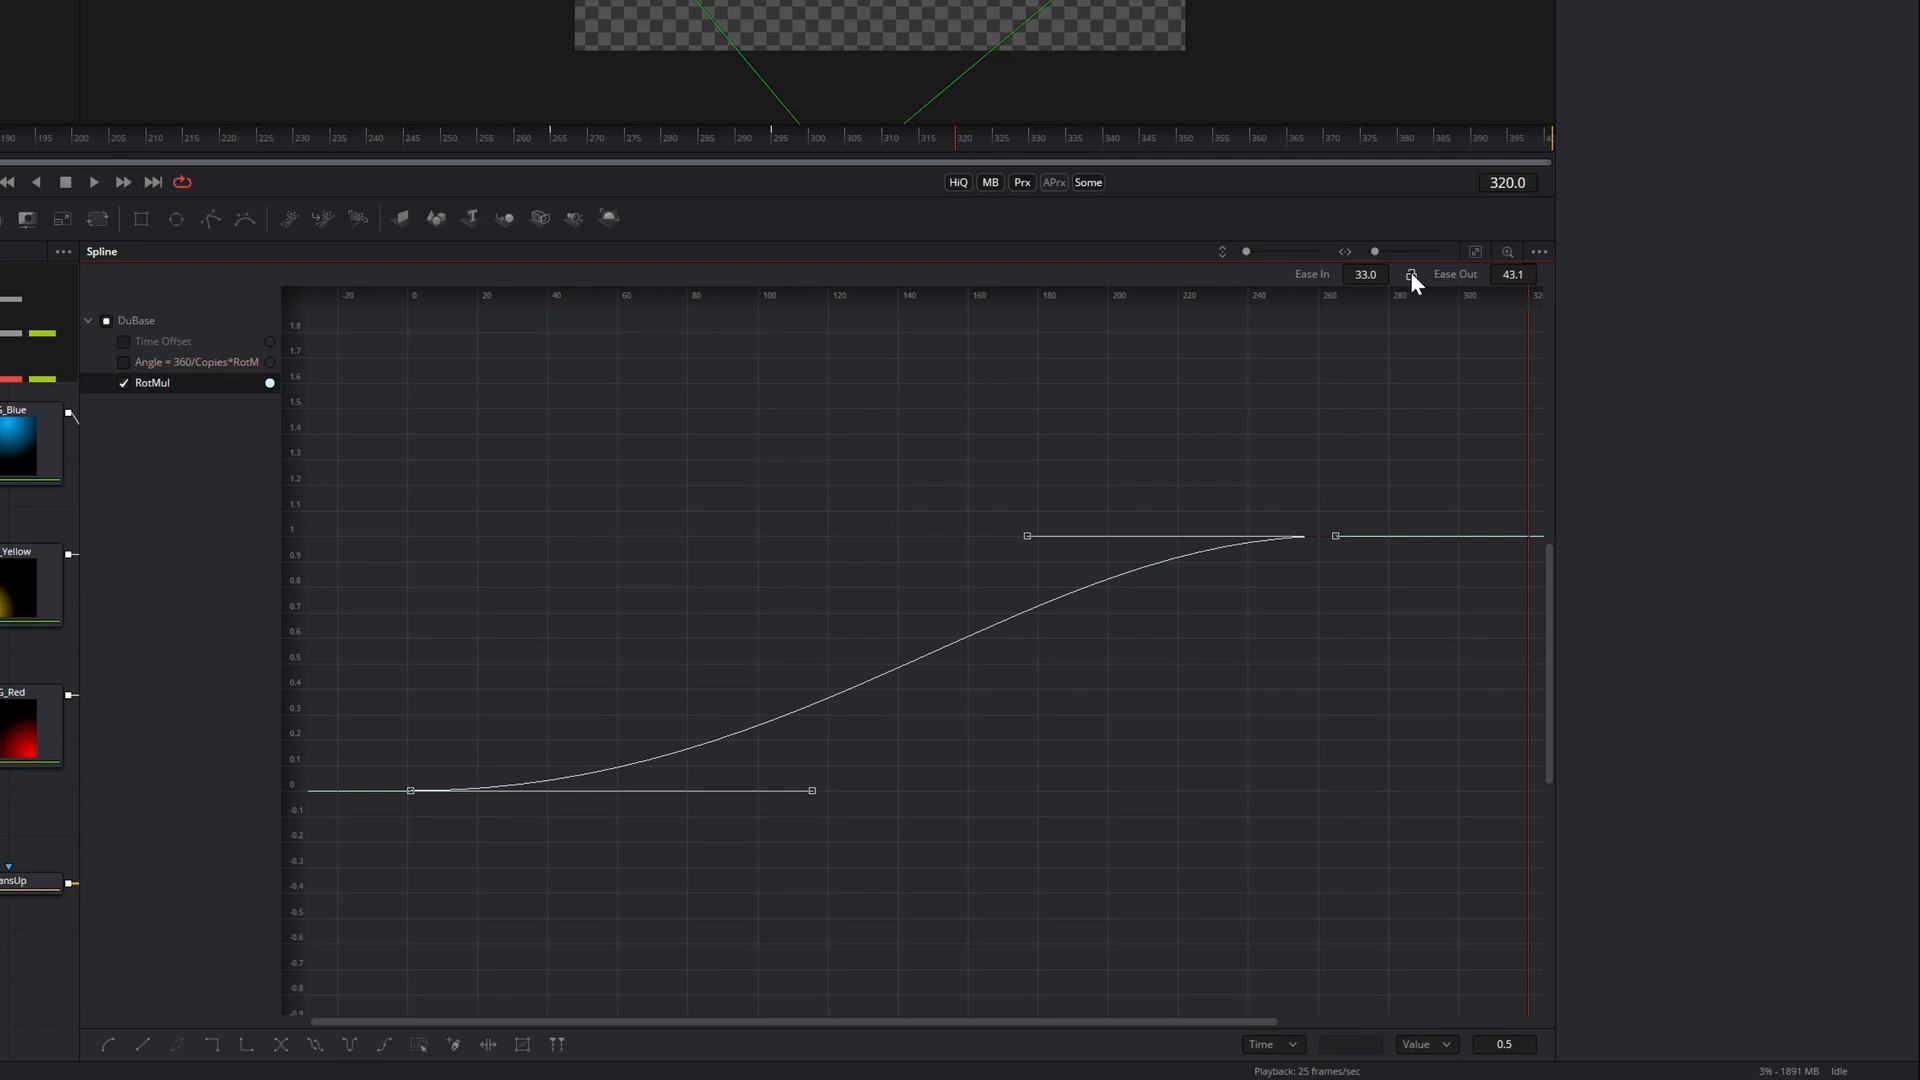 190 195 200 205 210 215 220 225 230 235 240 245 250 255 260 265 270 275 280 285 290 295 300 305 310 315 320 325 330 335 340 345 350 355 360 365 370 375 380 385 390 395
HiQ MB Prx APrx Some 320.0
Spline
Ease In 33.0 Ease Out 43.1
-20 0 20 40 60 80 100 120 140 160 180 200 220 240 260 280 300
DuBase
Time Offset
Angle = 360/Copies*RotM
RotMul
1.8
1.7
1.6
1.5
1.4
1.3
1.2
1.1
1
0.9
0.8
0.7
0.6
0.5
0.4
0.3
0.2
0.1
0
-0.1
-0.2
-0.3
-0.4
-0.5
-0.6
-0.7
-0.8
-0.9
G_Blue
_Yellow
G_Red
ansUp
Time Value 0.5
Playback: 25 frames/sec 3% - 1891 MB Idle